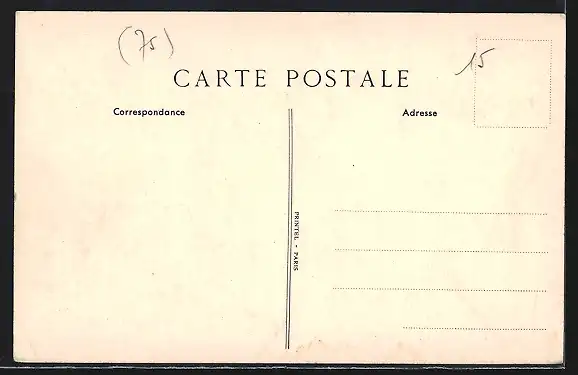 (75)
15
CARTE POSTALE
Correspondance
Adresse
PRINTEL - PARIS